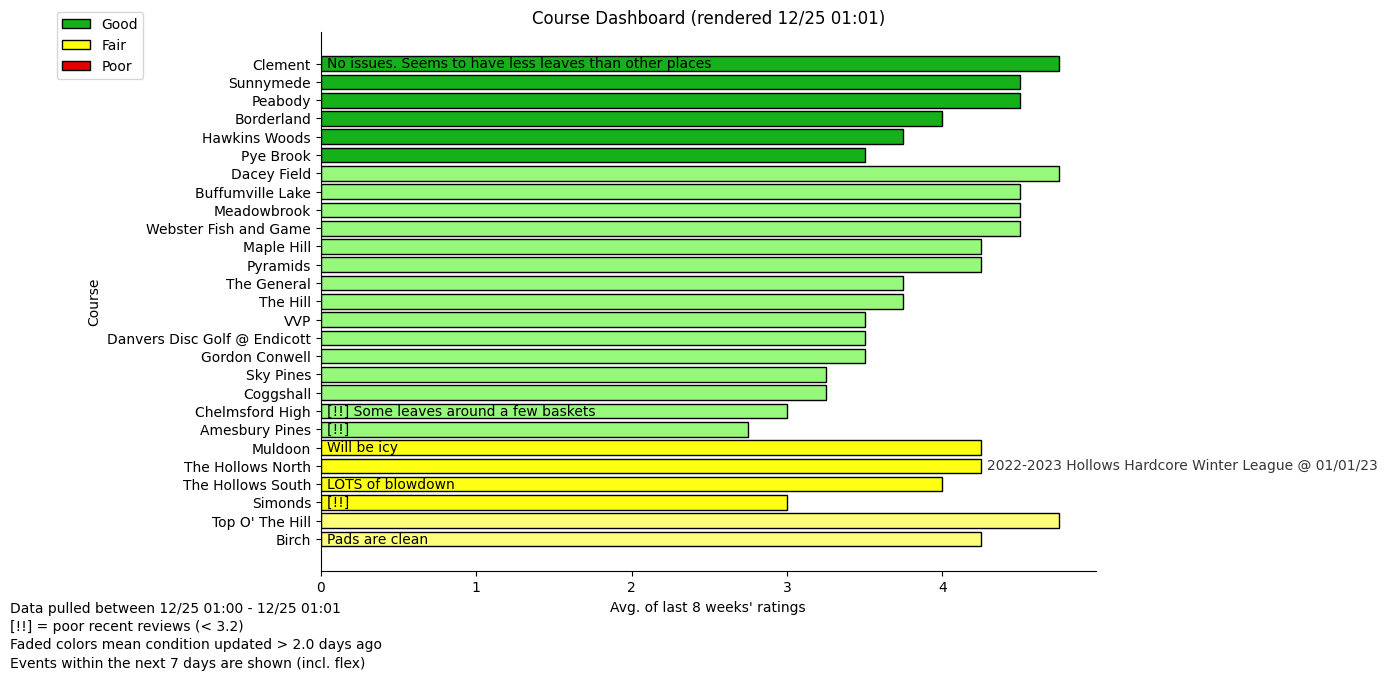 Course Dashboard (rendered 12/25 01:01)
Good
Fair
Poor
Course
Clement No issues. Seems to have less leaves than other places
Sunnymede
Peabody
Borderland
Hawkins Woods
Pye Brook
Dacey Field
Buffumville Lake
Meadowbrook
Webster Fish and Game
Maple Hill
Pyramids
The General
The Hill
VVP
Danvers Disc Golf @ Endicott
Gordon Conwell
Sky Pines
Coggshall
Chelmsford High [!!] Some leaves around a few baskets
Amesbury Pines [!!]
Muldoon Will be icy
The Hollows North 2022-2023 Hollows Hardcore Winter League @ 01/01/23
The Hollows South LOTS of blowdown
Simonds [!!]
Top O' The Hill
Birch Pads are clean
0 1 2 3 4
Avg. of last 8 weeks' ratings
Data pulled between 12/25 01:00 - 12/25 01:01
[!!] = poor recent reviews (< 3.2)
Faded colors mean condition updated > 2.0 days ago
Events within the next 7 days are shown (incl. flex)